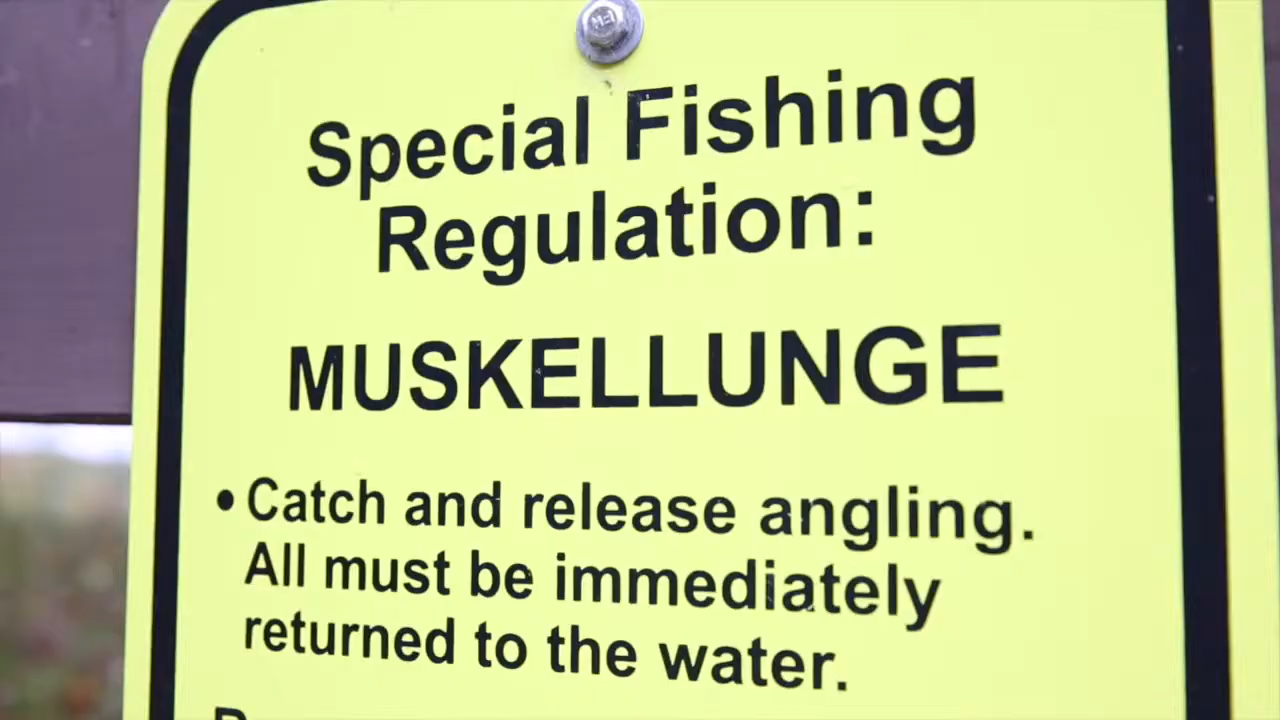 Special Fishing
Regulation:
MUSKELLUNGE
• Catch and release angling.
All must be immediately
returned to the water.